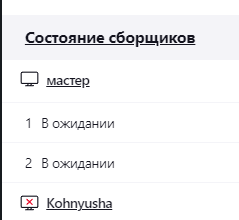 Состояние сборщиков
мастер
1 В ожидании
2 В ожидании
Kohnyusha